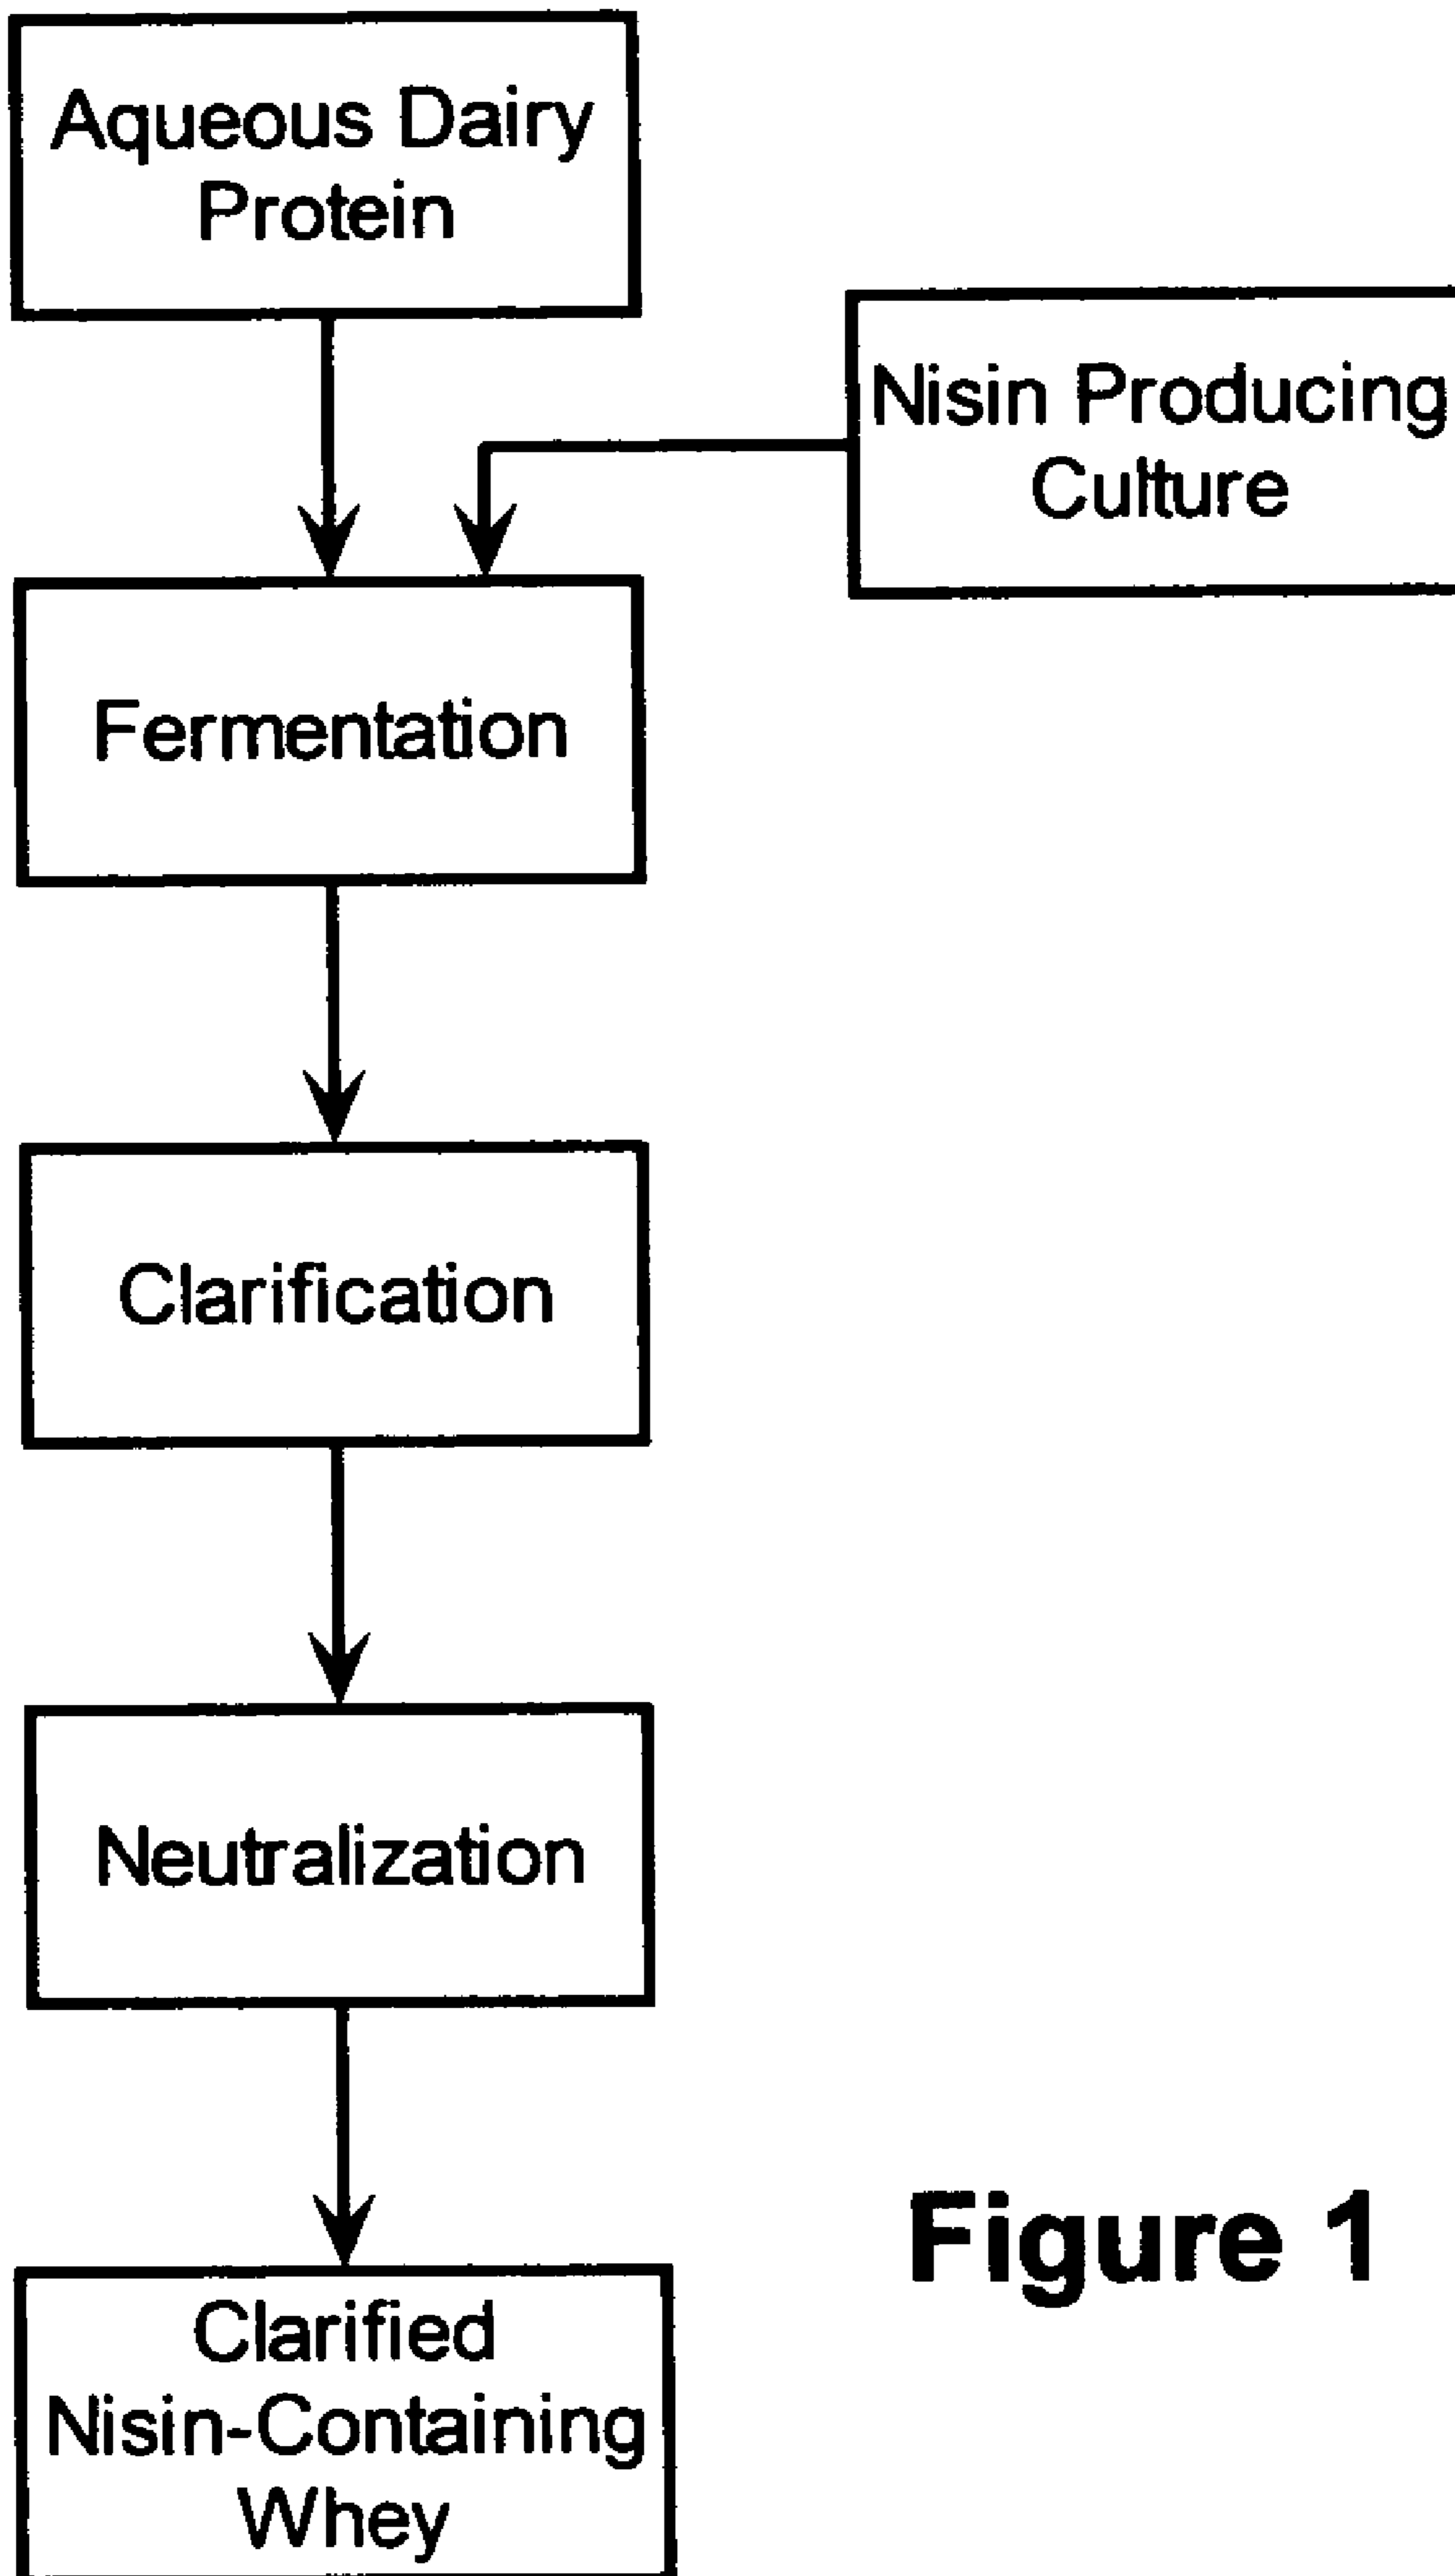 Aqueous Dairy
Protein
Nisin Producing
Culture
Fermentation
Clarification
Neutralization
Clarified
Nisin-Containing
Whey
Figure 1